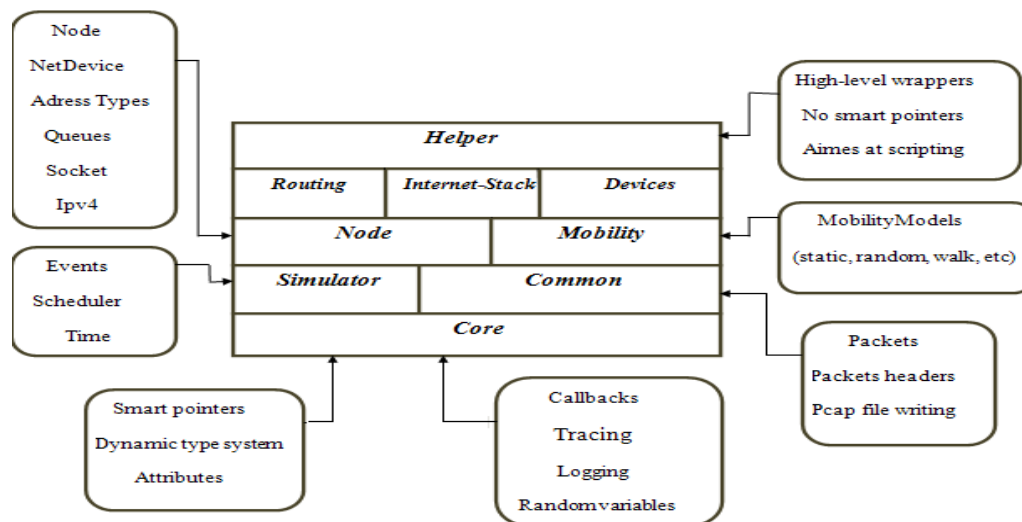 Node
NetDevice
Adress Types
Queues
Socket
Ipv4
Events
Scheduler
Time
Helper
Routing
Internet-Stack
Devices
Node
Mobility
Simulator
Common
Core
High-level wrappers
No smart pointers
Aimes at scripting
MobilityModels
(static, random, walk, etc)
Packets
Packets headers
Pcap file writing
Smart pointers
Dynamic type system
Attributes
Callbacks
Tracing
Logging
Randomvariables